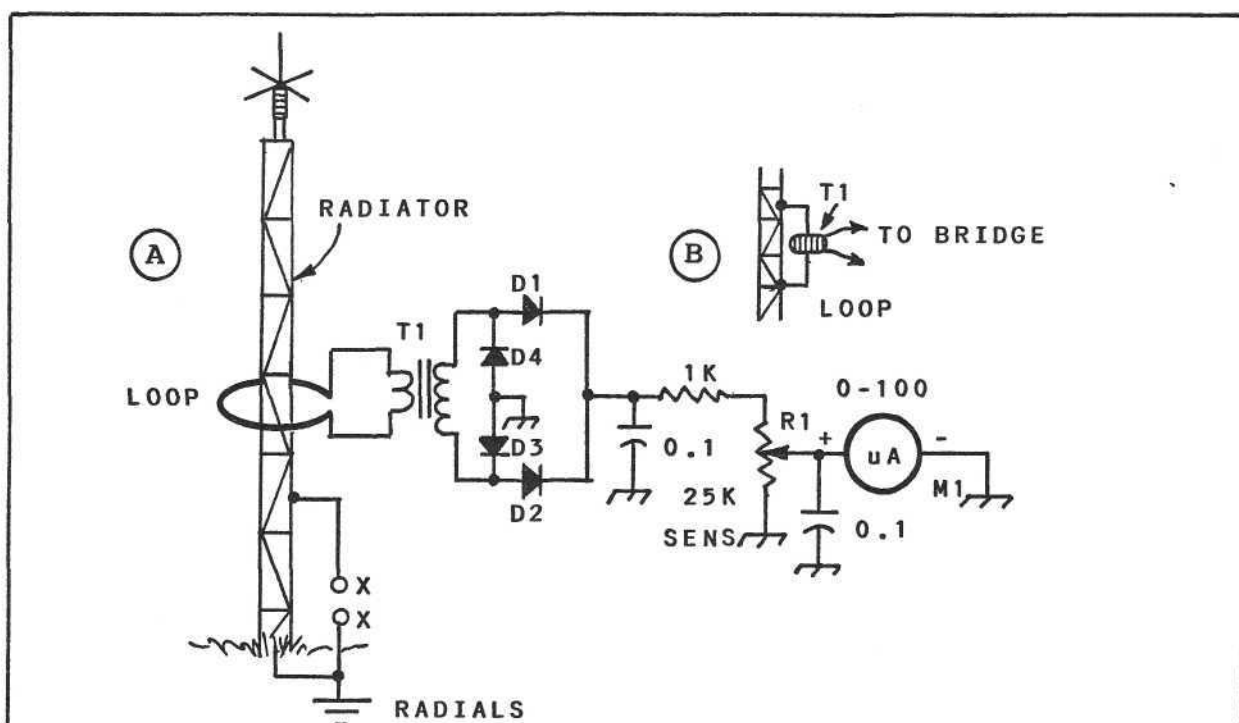 A
RADIATOR
B
T1
TO BRIDGE
LOOP
D1
T1
D4
LOOP
D3
D2
1K
0-100
R1
+
uA
-
M1
0.1
25K
SENS
0.1
X
X
RADIALS